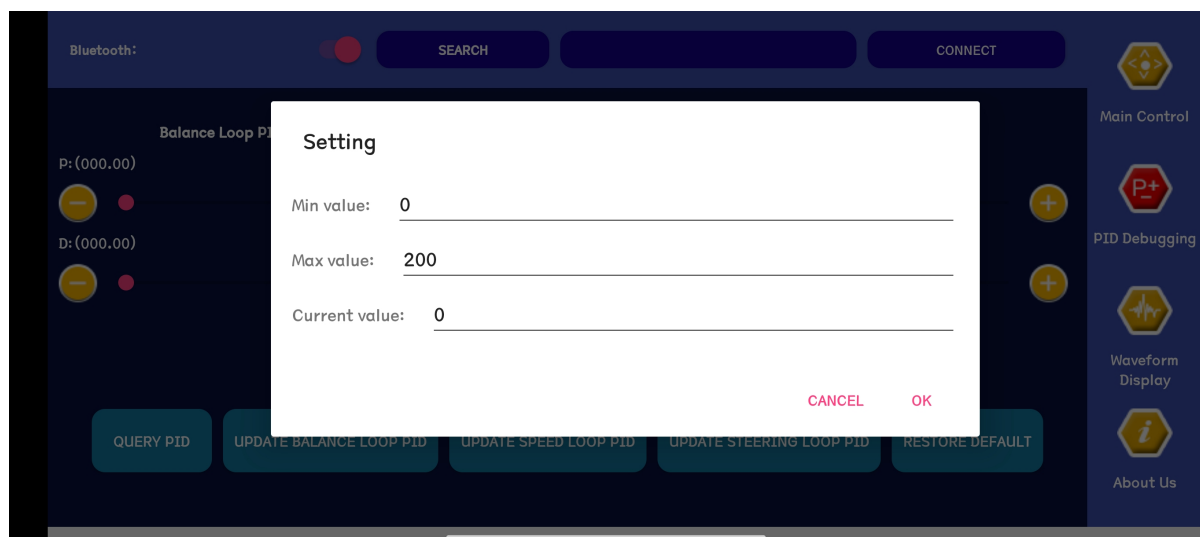 Bluetooth:
SEARCH
CONNECT
Main Control
Balance Loop PI
Setting
P:(000.00)
Min value: 0
PID Debugging
D:(000.00)
Max value: 200
Current value: 0
Waveform
Display
CANCEL OK
QUERY PID
UPDATE BALANCE LOOP PID
UPDATE SPEED LOOP PID
UPDATE STEERING LOOP PID
RESTORE DEFAULT
About Us